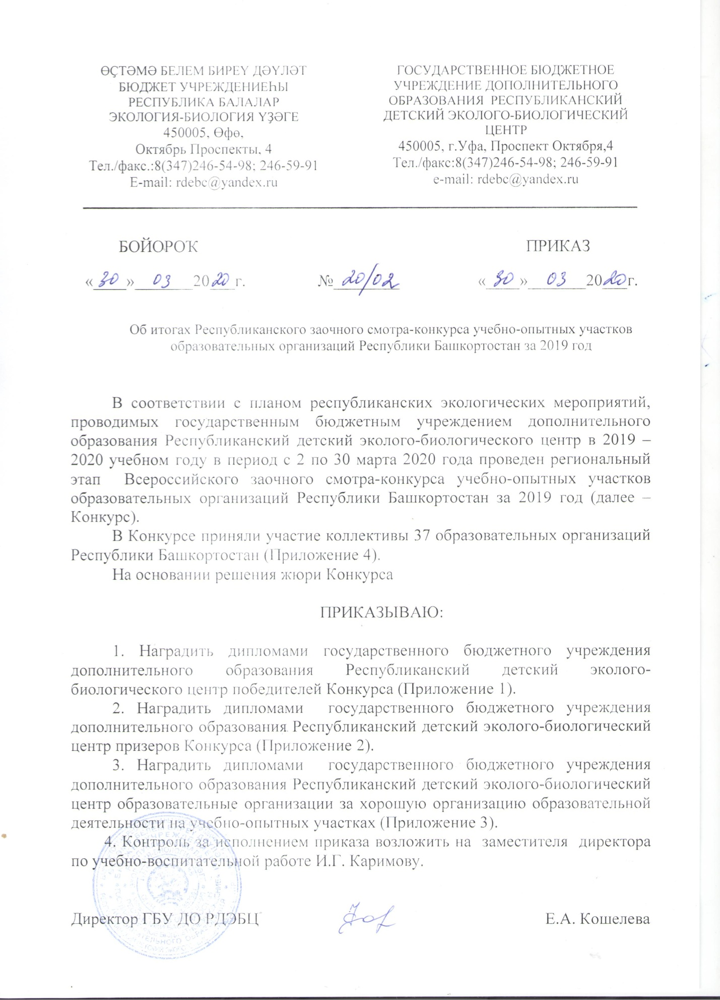 ӨҪТӘМӘ БЕЛЕМ БИРЕҮ ДӘҮЛӘТ
БЮДЖЕТ УЧРЕЖДЕНИЕҺЫ
РЕСПУБЛИКА БАЛАЛАР
ЭКОЛОГИЯ-БИОЛОГИЯ ҮҘӘГЕ
450005, Өфө,
Октябрь Проспекты, 4
Тел./факс.:8(347)246-54-98; 246-59-91
E-mail: rdebc@yandex.ru
ГОСУДАРСТВЕННОЕ БЮДЖЕТНОЕ
УЧРЕЖДЕНИЕ ДОПОЛНИТЕЛЬНОГО
ОБРАЗОВАНИЯ РЕСПУБЛИКАНСКИЙ
ДЕТСКИЙ ЭКОЛОГО-БИОЛОГИЧЕСКИЙ
ЦЕНТР
450005, г.Уфа, Проспект Октября,4
Тел./факс:8(347)246-54-98; 246-59-91
e-mail: rdebc@yandex.ru
БОЙОРОҠ ПРИКАЗ
«30» 03 2020 г. № 20/02 «30» 03 2020 г.
Об итогах Республиканского заочного смотра-конкурса учебно-опытных участков
образовательных организаций Республики Башкортостан за 2019 год
В соответствии с планом республиканских экологических мероприятий,
проводимых государственным бюджетным учреждением дополнительного
образования Республиканский детский эколого-биологического центр в 2019 –
2020 учебном году в период с 2 по 30 марта 2020 года проведен региональный
этап Всероссийского заочного смотра-конкурса учебно-опытных участков
образовательных организаций Республики Башкортостан за 2019 год (далее –
Конкурс).
В Конкурсе приняли участие коллективы 37 образовательных организаций
Республики Башкортостан (Приложение 4).
На основании решения жюри Конкурса
ПРИКАЗЫВАЮ:
1. Наградить дипломами государственного бюджетного учреждения
дополнительного образования Республиканский детский эколого-
биологического центр победителей Конкурса (Приложение 1).
2. Наградить дипломами государственного бюджетного учреждения
дополнительного образования Республиканский детский эколого-биологический
центр призеров Конкурса (Приложение 2).
3. Наградить дипломами государственного бюджетного учреждения
дополнительного образования Республиканский детский эколого-биологический
центр образовательные организации за хорошую организацию образовательной
деятельности на учебно-опытных участках (Приложение 3).
4. Контроль за исполнением приказа возложить на заместителя директора
по учебно-воспитательной работе И.Г. Каримову.
Директор ГБУ ДО РДЭБЦ Е.А. Кошелева